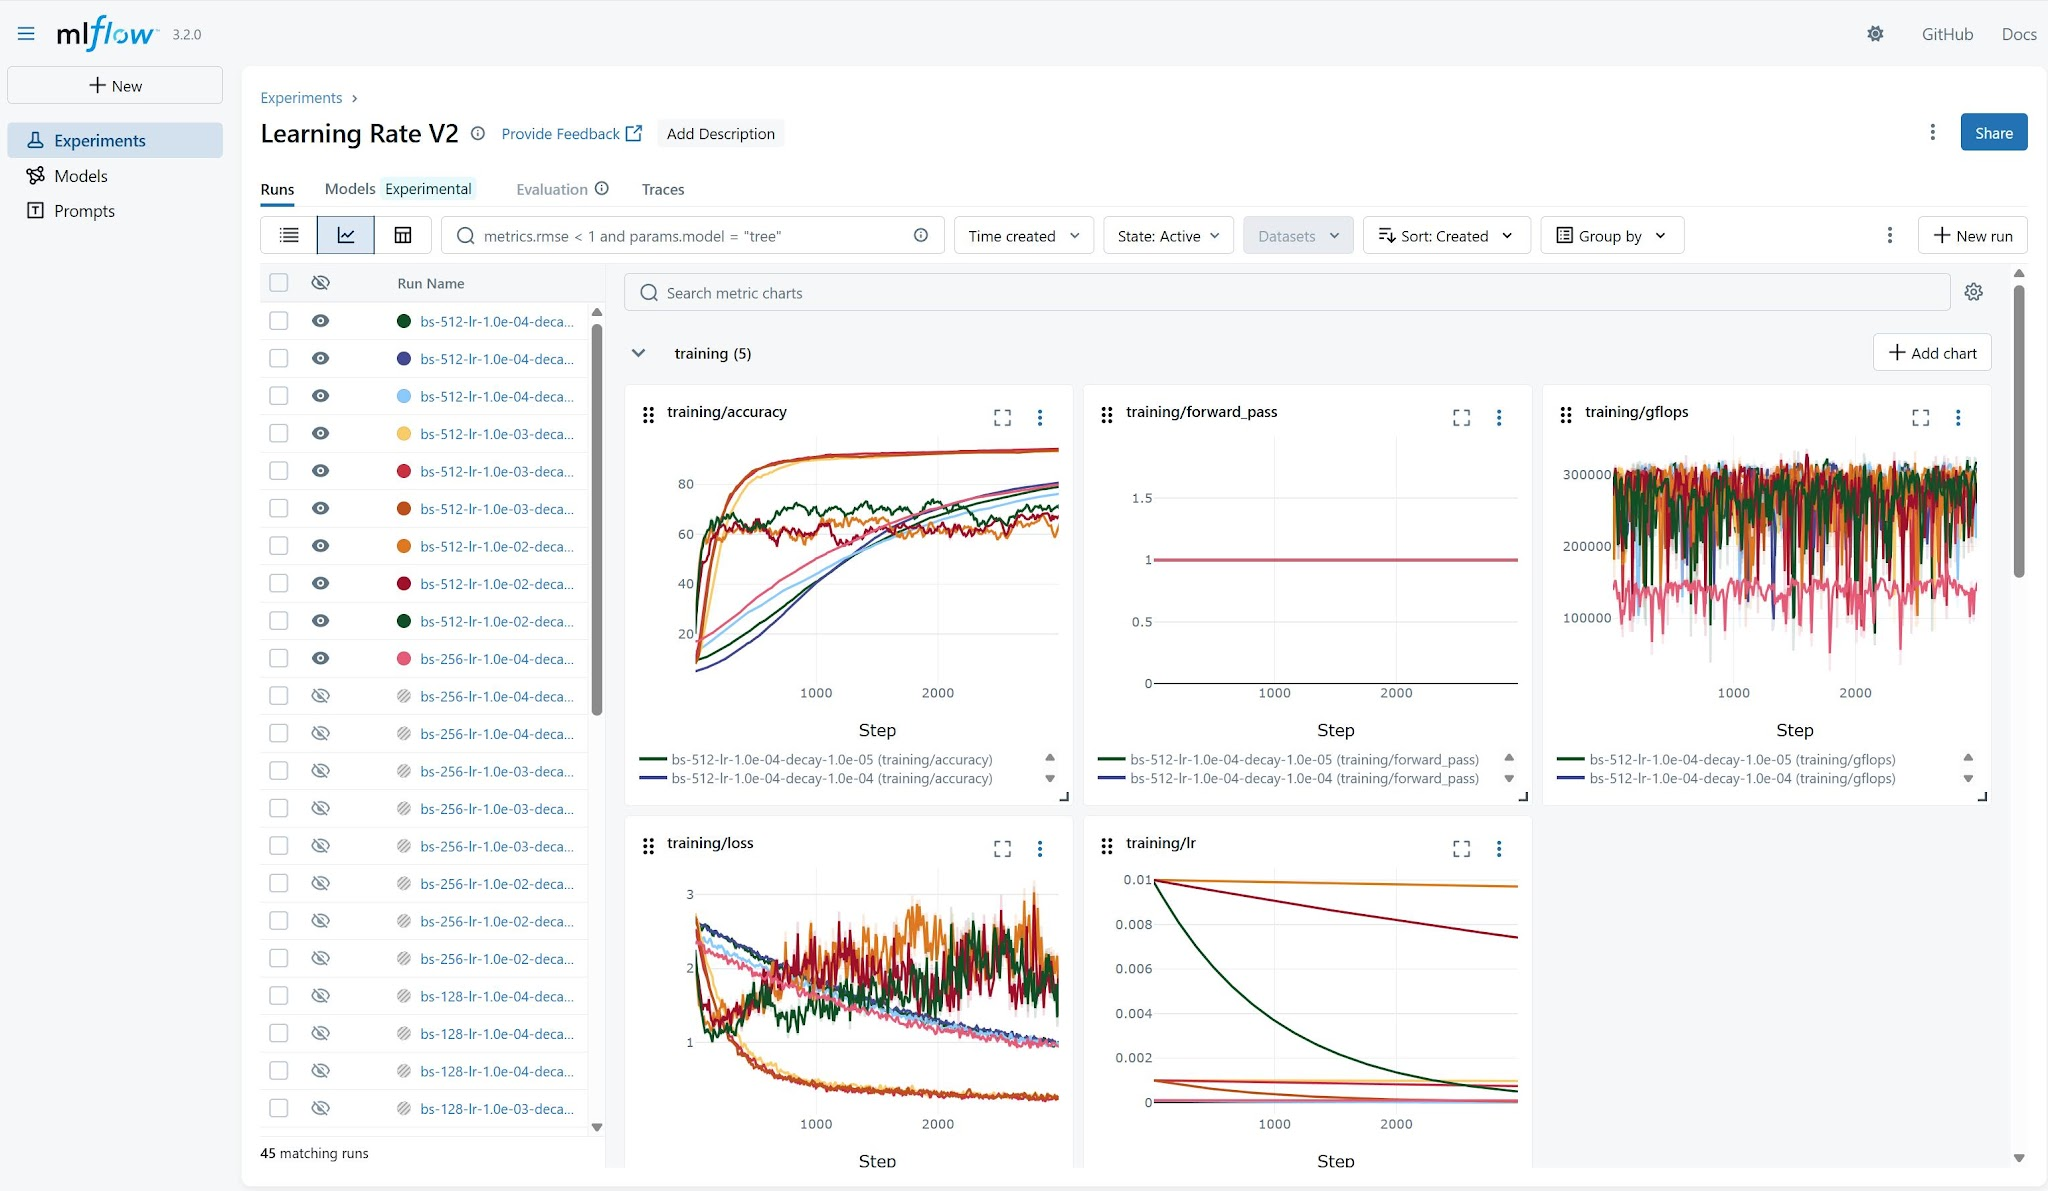 mlflow 3.2.0
GitHub
Docs
New
Experiments
Models
Prompts
Experiments
Learning Rate V2
Provide Feedback
Add Description
Share
Runs
Models Experimental
Evaluation
Traces
metrics.rmse < 1 and params.model = "tree"
Time created
State: Active
Datasets
Sort: Created
Group by
New run
Run Name
bs-512-lr-1.0e-04-deca...
bs-512-lr-1.0e-04-deca...
bs-512-lr-1.0e-04-deca...
bs-512-lr-1.0e-03-deca...
bs-512-lr-1.0e-03-deca...
bs-512-lr-1.0e-03-deca...
bs-512-lr-1.0e-02-deca...
bs-512-lr-1.0e-02-deca...
bs-512-lr-1.0e-02-deca...
bs-256-lr-1.0e-04-deca...
bs-256-lr-1.0e-04-deca...
bs-256-lr-1.0e-04-deca...
bs-256-lr-1.0e-03-deca...
bs-256-lr-1.0e-03-deca...
bs-256-lr-1.0e-03-deca...
bs-256-lr-1.0e-02-deca...
bs-256-lr-1.0e-02-deca...
bs-256-lr-1.0e-02-deca...
bs-128-lr-1.0e-04-deca...
bs-128-lr-1.0e-04-deca...
bs-128-lr-1.0e-04-deca...
bs-128-lr-1.0e-03-deca...
45 matching runs
Search metric charts
training (5)
Add chart
training/accuracy
80
60
40
20
1000 2000
Step
bs-512-lr-1.0e-04-decay-1.0e-05 (training/accuracy)
bs-512-lr-1.0e-04-decay-1.0e-04 (training/accuracy)
training/forward_pass
1.5
1
0.5
0
1000 2000
Step
bs-512-lr-1.0e-04-decay-1.0e-05 (training/forward_pass)
bs-512-lr-1.0e-04-decay-1.0e-04 (training/forward_pass)
training/gflops
300000
200000
100000
1000 2000
Step
bs-512-lr-1.0e-04-decay-1.0e-05 (training/gflops)
bs-512-lr-1.0e-04-decay-1.0e-04 (training/gflops)
training/loss
3
2
1
1000 2000
Step
training/lr
0.01
0.008
0.006
0.004
0.002
0
1000 2000
Step